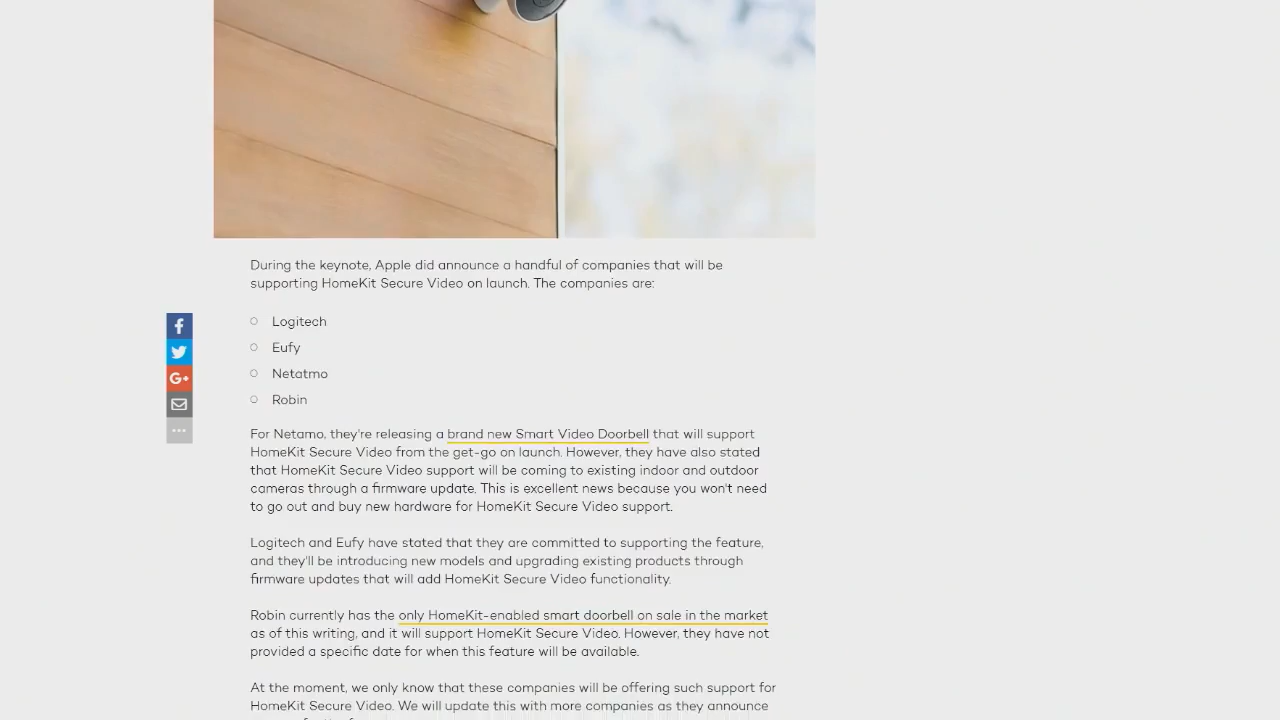 During the keynote, Apple did announce a handful of companies that will be
supporting HomeKit Secure Video on launch. The companies are:
Logitech
Eufy
Netatmo
Robin
For Netamo, they're releasing a brand new Smart Video Doorbell that will support
HomeKit Secure Video from the get-go on launch. However, they have also stated
that HomeKit Secure Video support will be coming to existing indoor and outdoor
cameras through a firmware update. This is excellent news because you won't need
to go out and buy new hardware for HomeKit Secure Video support.
Logitech and Eufy have stated that they are committed to supporting the feature,
and they'll be introducing new models and upgrading existing products through
firmware updates that will add HomeKit Secure Video functionality.
Robin currently has the only HomeKit-enabled smart doorbell on sale in the market
as of this writing, and it will support HomeKit Secure Video. However, they have not
provided a specific date for when this feature will be available.
At the moment, we only know that these companies will be offering such support for
HomeKit Secure Video. We will update this with more companies as they announce